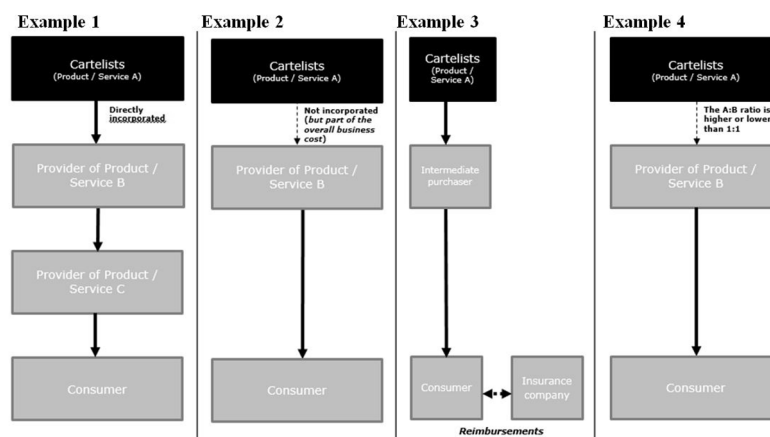 Example 1
Cartelists
(Product / Service A)
Directly
incorporated
Provider of Product /
Service B
Provider of Product /
Service C
Consumer
Example 2
Cartelists
(Product / Service A)
Not incorporated
(but part of the
overall business
cost)
Provider of Product /
Service B
Consumer
Example 3
Cartelists
(Product /
Service A)
Intermediate
purchaser
Consumer
Insurance
company
Reimbursements
Example 4
Cartelists
(Product / Service A)
The A:B ratio is
higher or lower
than 1:1
Provider of Product /
Service B
Consumer